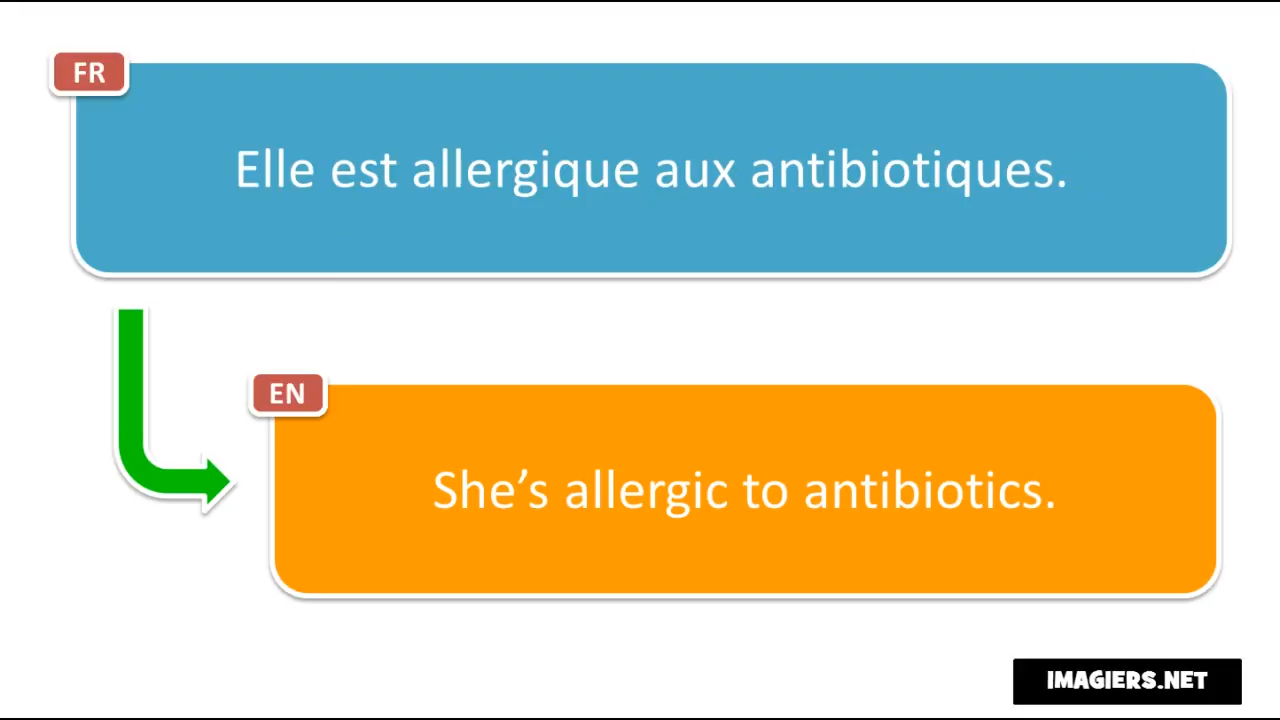 FR
Elle est allergique aux antibiotiques.
EN
She’s allergic to antibiotics.
IMAGIERS.NET